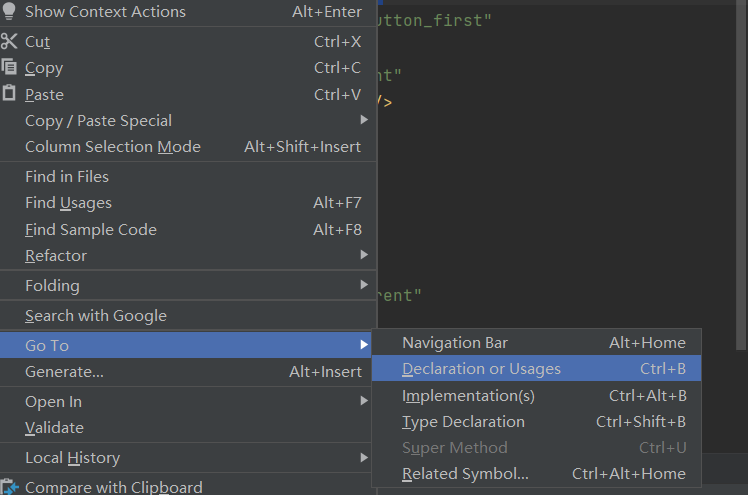 Show Context Actions Alt+Enter
utton_first"
Cut Ctrl+X
Copy Ctrl+C
nt"
Paste Ctrl+V
/>
Copy / Paste Special
Column Selection Mode Alt+Shift+Insert
Find in Files
Find Usages Alt+F7
Find Sample Code Alt+F8
Refactor
Folding
rent"
Search with Google
Go To
Generate... Alt+Insert
Open In
Validate
Local History
Compare with Clipboard
Navigation Bar Alt+Home
Declaration or Usages Ctrl+B
Implementation(s) Ctrl+Alt+B
Type Declaration Ctrl+Shift+B
Super Method Ctrl+U
Related Symbol... Ctrl+Alt+Home